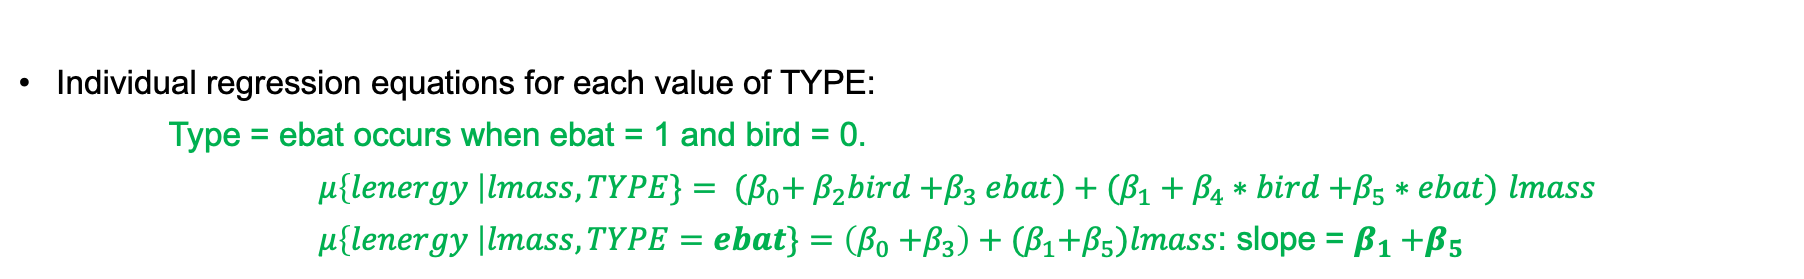 • Individual regression equations for each value of TYPE:
Type = ebat occurs when ebat = 1 and bird = 0.
μ{lenergy |lmass, TYPE} = (β₀+ β₂bird +β₃ ebat) + (β₁ + β₄ * bird +β₅ * ebat) lmass
μ{lenergy |lmass, TYPE = ebat} = (β₀ +β₃) + (β₁+β₅)lmass: slope = β₁ +β₅